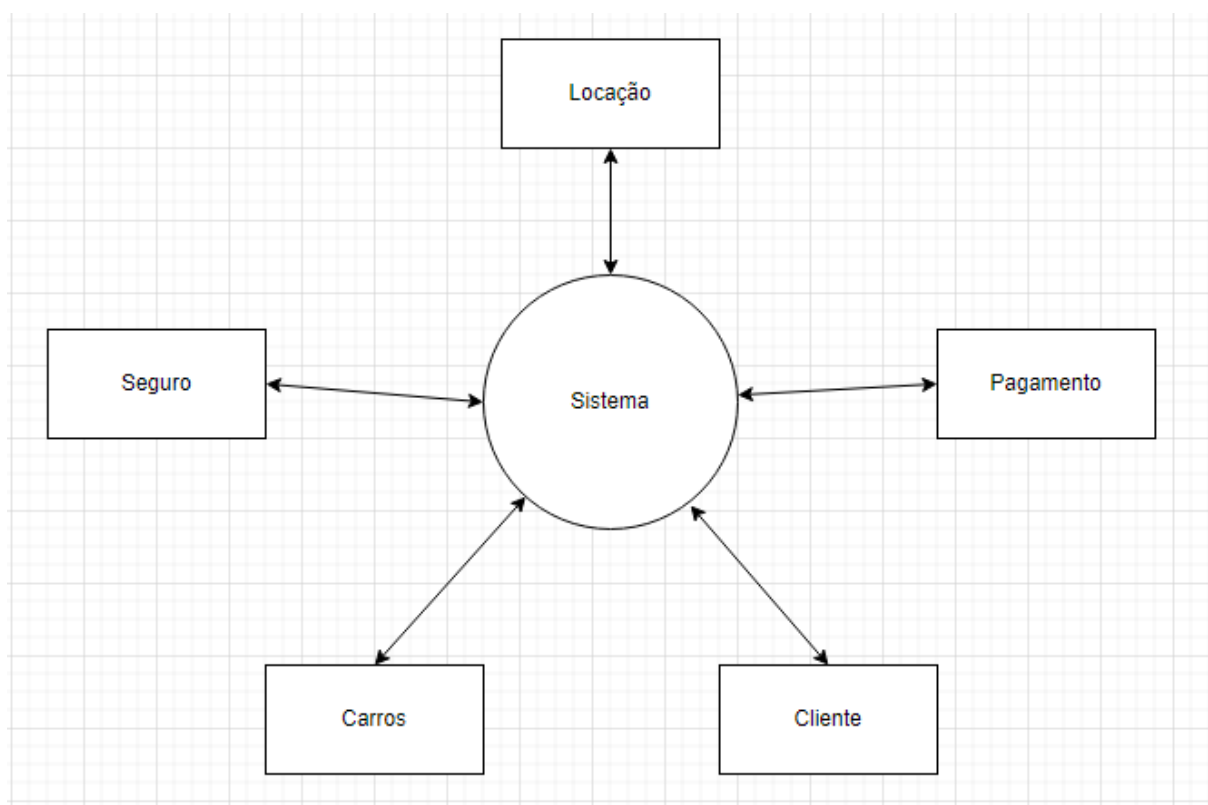 Locação
Seguro
Sistema
Pagamento
Carros
Cliente